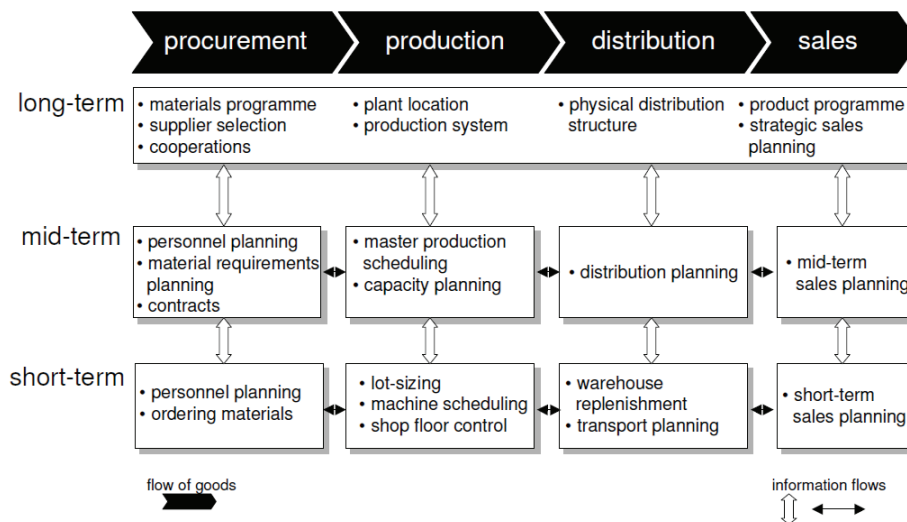 procurement
production
distribution
sales
long-term
• materials programme
• supplier selection
• cooperations
• plant location
• production system
• physical distribution
structure
• product programme
• strategic sales
planning
mid-term
• personnel planning
• material requirements
planning
• contracts
• master production
scheduling
• capacity planning
• distribution planning
• mid-term
sales planning
short-term
• personnel planning
• ordering materials
• lot-sizing
• machine scheduling
• shop floor control
• warehouse
replenishment
• transport planning
• short-term
sales planning
flow of goods
information flows